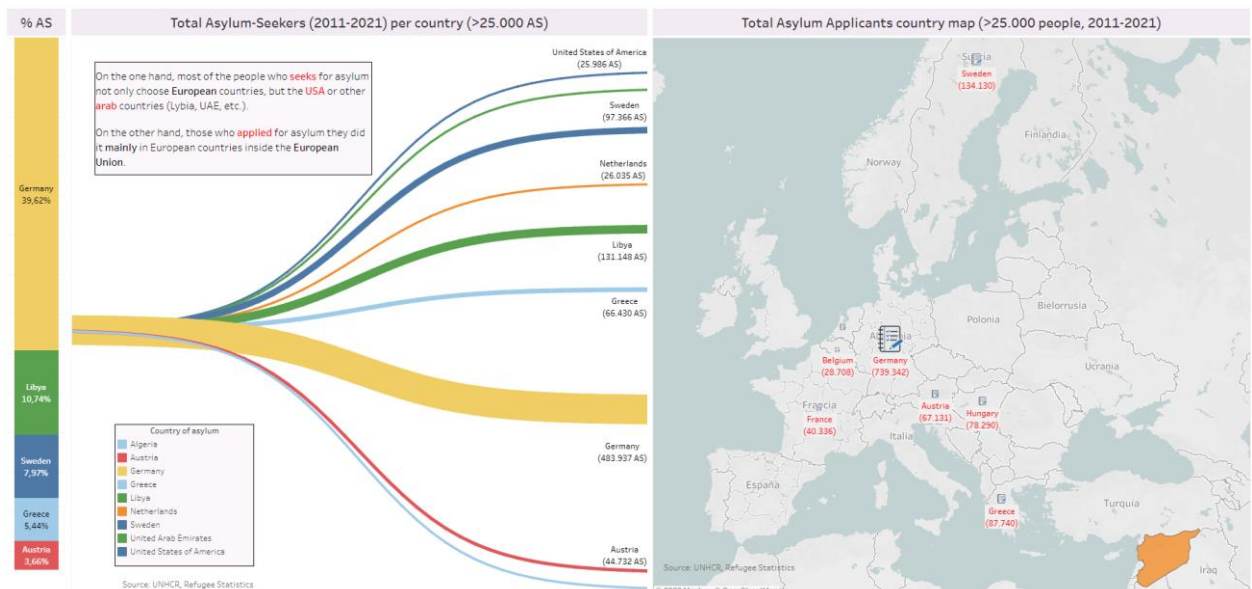 % AS
Total Asylum-Seekers (2011-2021) per country (>25.000 AS)
Total Asylum Applicants country map (>25.000 people, 2011-2021)
Germany
39,62%
Libya
10,74%
Sweden
7,97%
Greece
5,44%
Austria
3,66%
On the one hand, most of the people who seeks for asylum
not only choose European countries, but the USA or other
arab countries (Lybia, UAE, etc.).
On the other hand, those who applied for asylum they did
it mainly in European countries inside the European
Union.
United States of America
(25.986 AS)
Sweden
(97.366 AS)
Netherlands
(26.035 AS)
Libya
(131.148 AS)
Greece
(66.430 AS)
Germany
(483.937 AS)
Austria
(44.732 AS)
Country of asylum
Algeria
Austria
Germany
Greece
Libya
Netherlands
Sweden
United Arab Emirates
United States of America
Source: UNHCR, Refugee Statistics
Sweden
(134.130)
Finlandia
Norway
Bielorrusia
Polonia
Belgium
(28.708)
Germany
(739.342)
Ucrania
Francia
France
(40.336)
Austria
(67.131)
Hungary
(78.290)
Italia
España
Greece
(87.740)
Turquía
Iraq
Source: UNHCR, Refugee Statistics